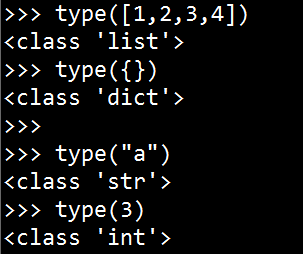 >>> type([1,2,3,4])
<class 'list'>
>>> type({})
<class 'dict'>
>>>
>>> type("a")
<class 'str'>
>>> type(3)
<class 'int'>